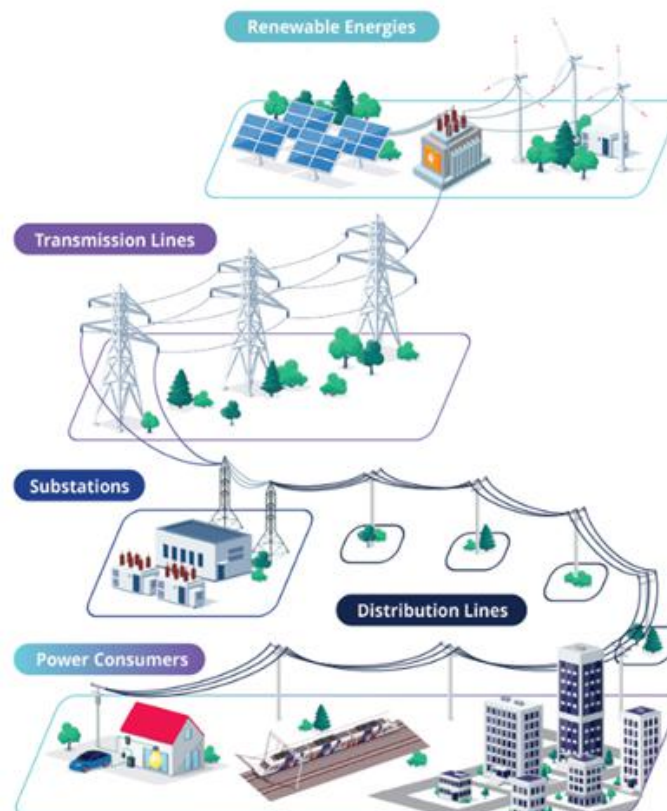 Renewable Energies
Transmission Lines
Substations
Distribution Lines
Power Consumers